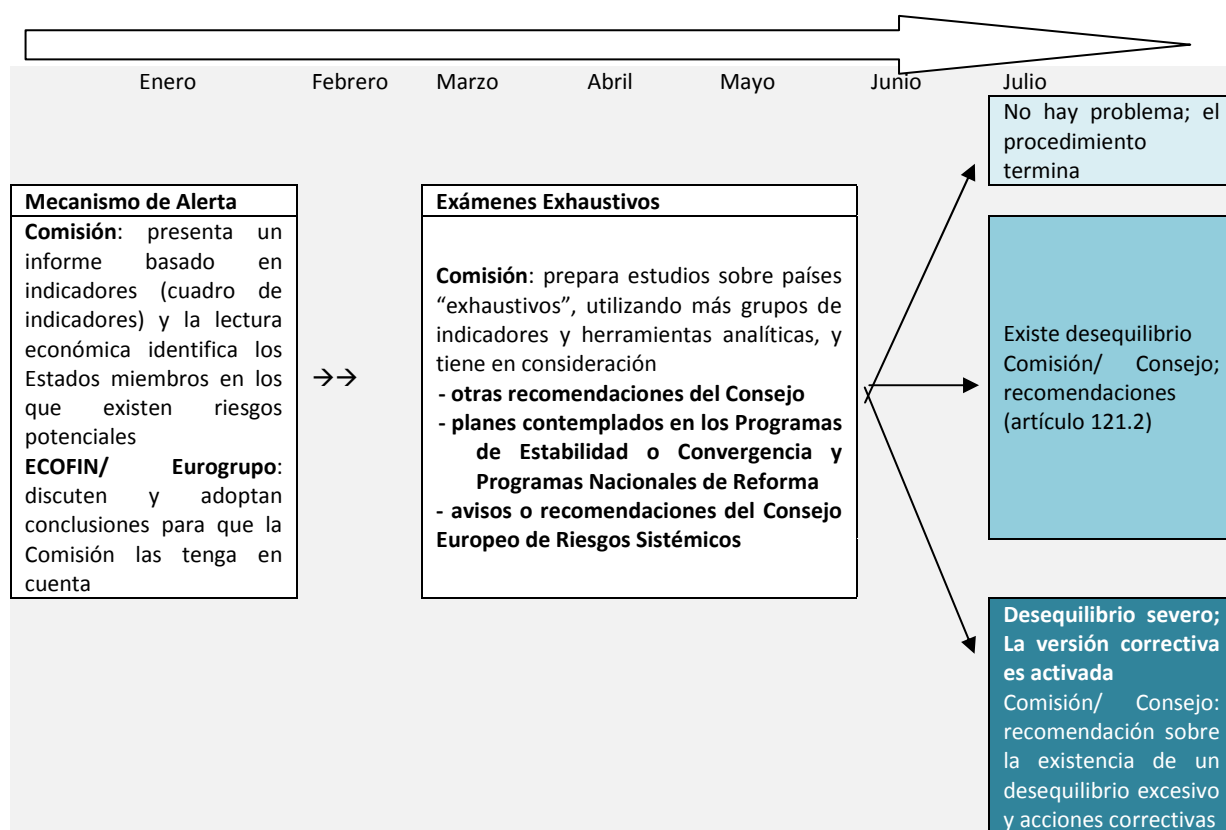 Enero Febrero Marzo Abril Mayo Junio Julio
Mecanismo de Alerta
Comisión: presenta un
informe basado en
indicadores (cuadro de
indicadores) y la lectura
económica identifica los
Estados miembros en los
que existen riesgos
potenciales
ECOFIN/ Eurogrupo:
discuten y adoptan
conclusiones para que la
Comisión las tenga en
cuenta
→→
Exámenes Exhaustivos
Comisión: prepara estudios sobre países
“exhaustivos”, utilizando más grupos de
indicadores y herramientas analíticas, y
tiene en consideración
- otras recomendaciones del Consejo
- planes contemplados en los Programas
de Estabilidad o Convergencia y
Programas Nacionales de Reforma
- avisos o recomendaciones del Consejo
Europeo de Riesgos Sistémicos
No hay problema; el
procedimiento
termina
Existe desequilibrio
Comisión/ Consejo;
recomendaciones
(artículo 121.2)
Desequilibrio severo;
La versión correctiva
es activada
Comisión/ Consejo:
recomendación sobre
la existencia de un
desequilibrio excesivo
y acciones correctivas